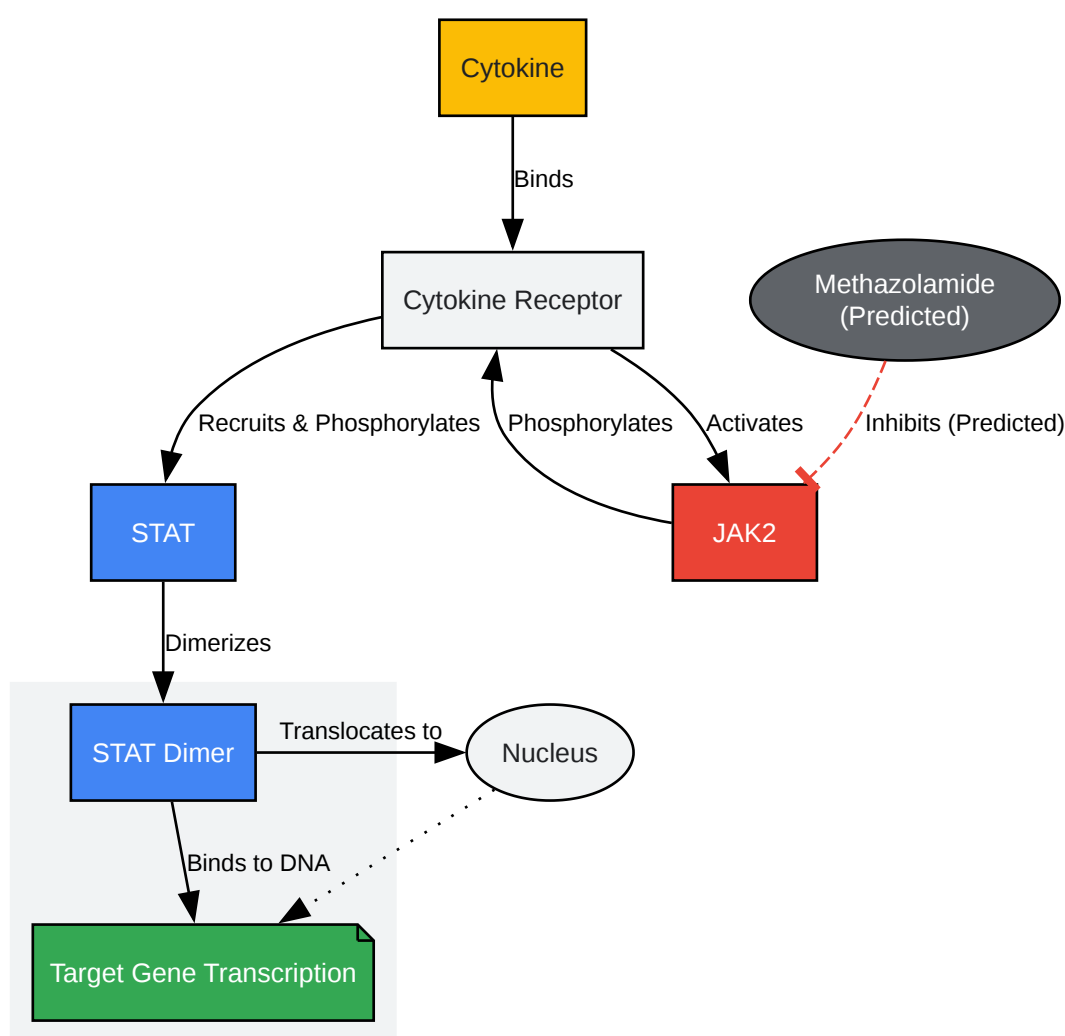 Cytokine
Binds
Cytokine Receptor
Methazolamide
(Predicted)
Recruits & Phosphorylates
Phosphorylates
Activates
Inhibits (Predicted)
STAT
JAK2
Dimerizes
STAT Dimer
Translocates to
Nucleus
Binds to DNA
Target Gene Transcription